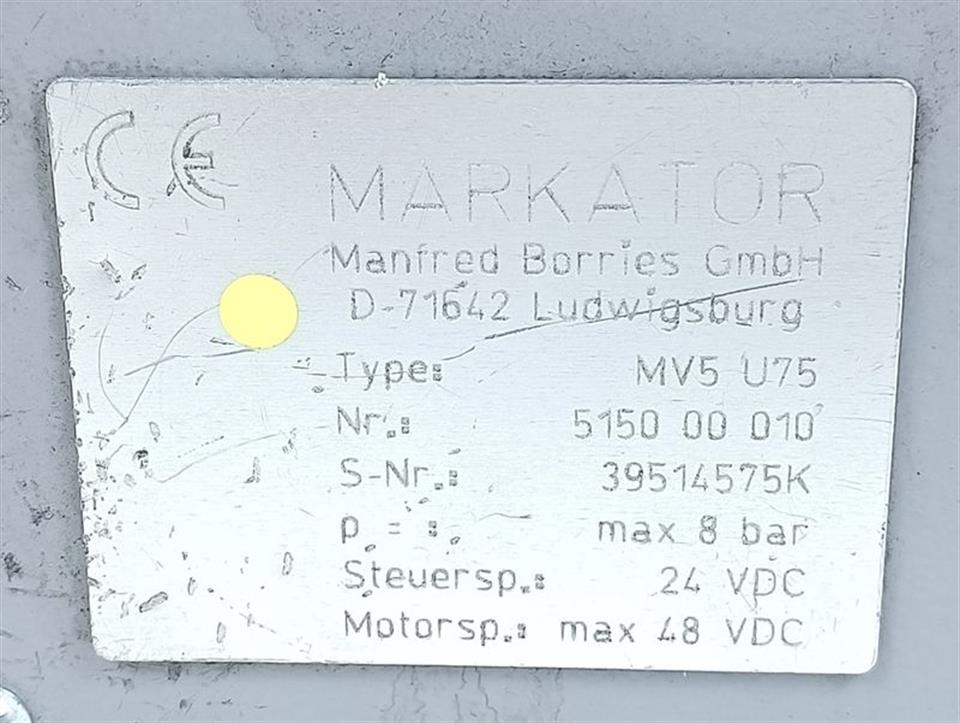 CE MARKATOR
Manfred Borries GmbH
D-71642 Ludwigsburg
Type: MV5 U75
Nr.: 5150 00 010
S-Nr.: 39514575K
p = : max 8 bar
Steuersp.: 24 VDC
Motorsp.: max 48 VDC